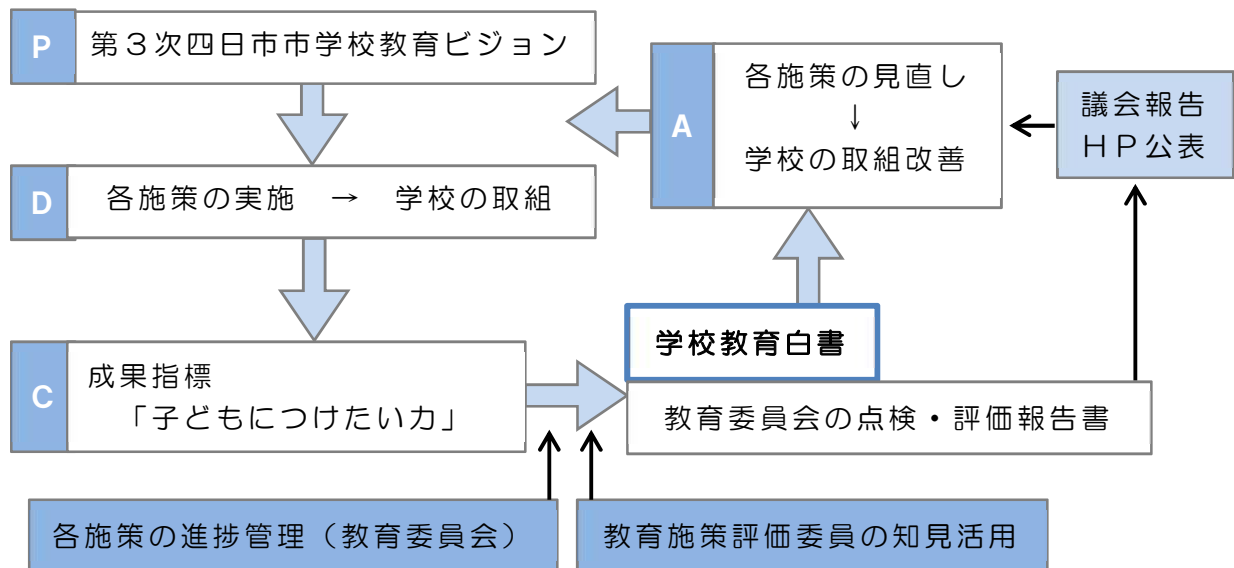 P
第３次四日市市学校教育ビジョン
D
各施策の実施　→　学校の取組
C
成果指標
「子どもにつけたい力」
各施策の進捗管理（教育委員会）
教育施策評価委員の知見活用
学校教育白書
教育委員会の点検・評価報告書
A
各施策の見直し
↓
学校の取組改善
議会報告
ＨＰ公表